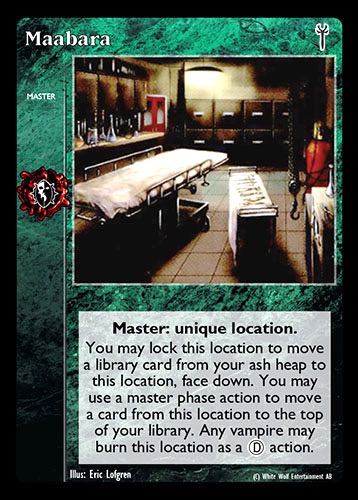 Maabara
MASTER
Master: unique location.
You may lock this location to move
a library card from your ash heap to
this location, face down. You may
use a master phase action to move
a card from this location to the top
of your library. Any vampire may
burn this location as a Ⓓ action.
Illus: Eric Lofgren
(C) White Wolf Entertainment AB